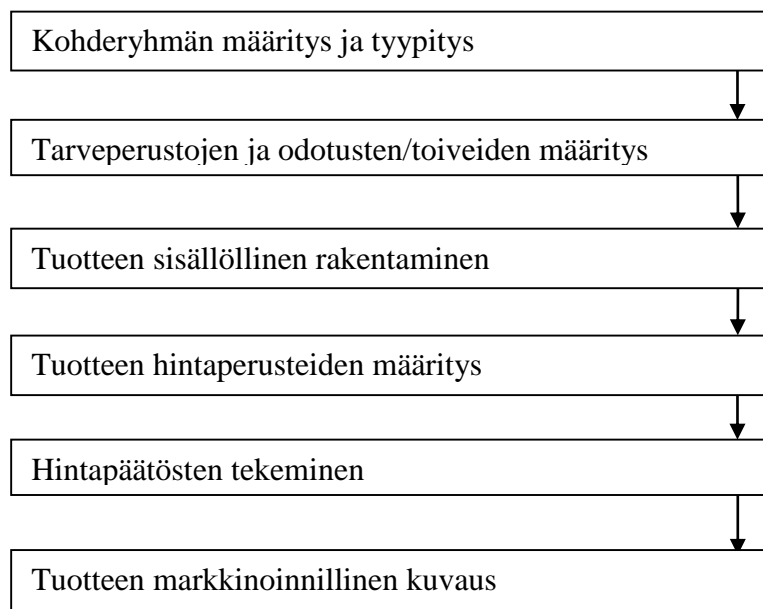 Kohderyhmän määritys ja tyypitys
Tarveperustojen ja odotusten/toiveiden määritys
Tuotteen sisällöllinen rakentaminen
Tuotteen hintaperusteiden määritys
Hintapäätösten tekeminen
Tuotteen markkinoinnillinen kuvaus